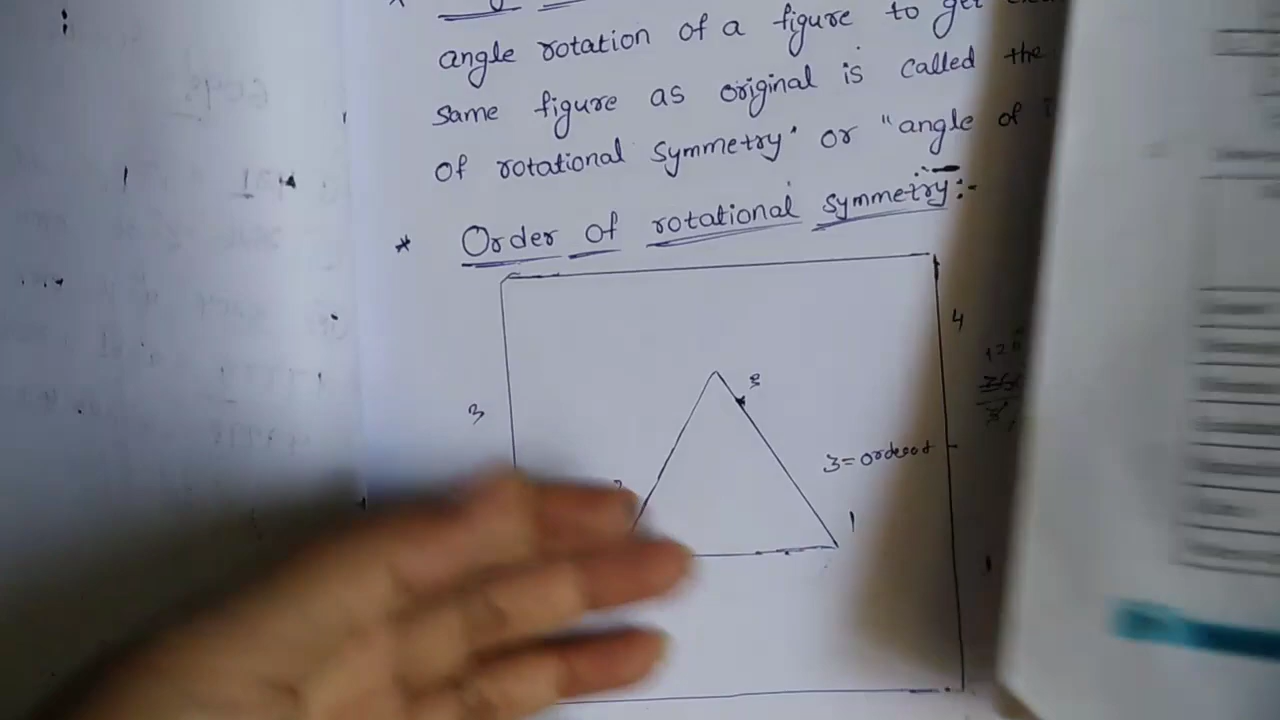 angle rotation of a figure to get
same figure as original is called the
of rotational symmetry" or "angle of
* Order of rotational symmetry:-
4
3
3
3 = order of
1